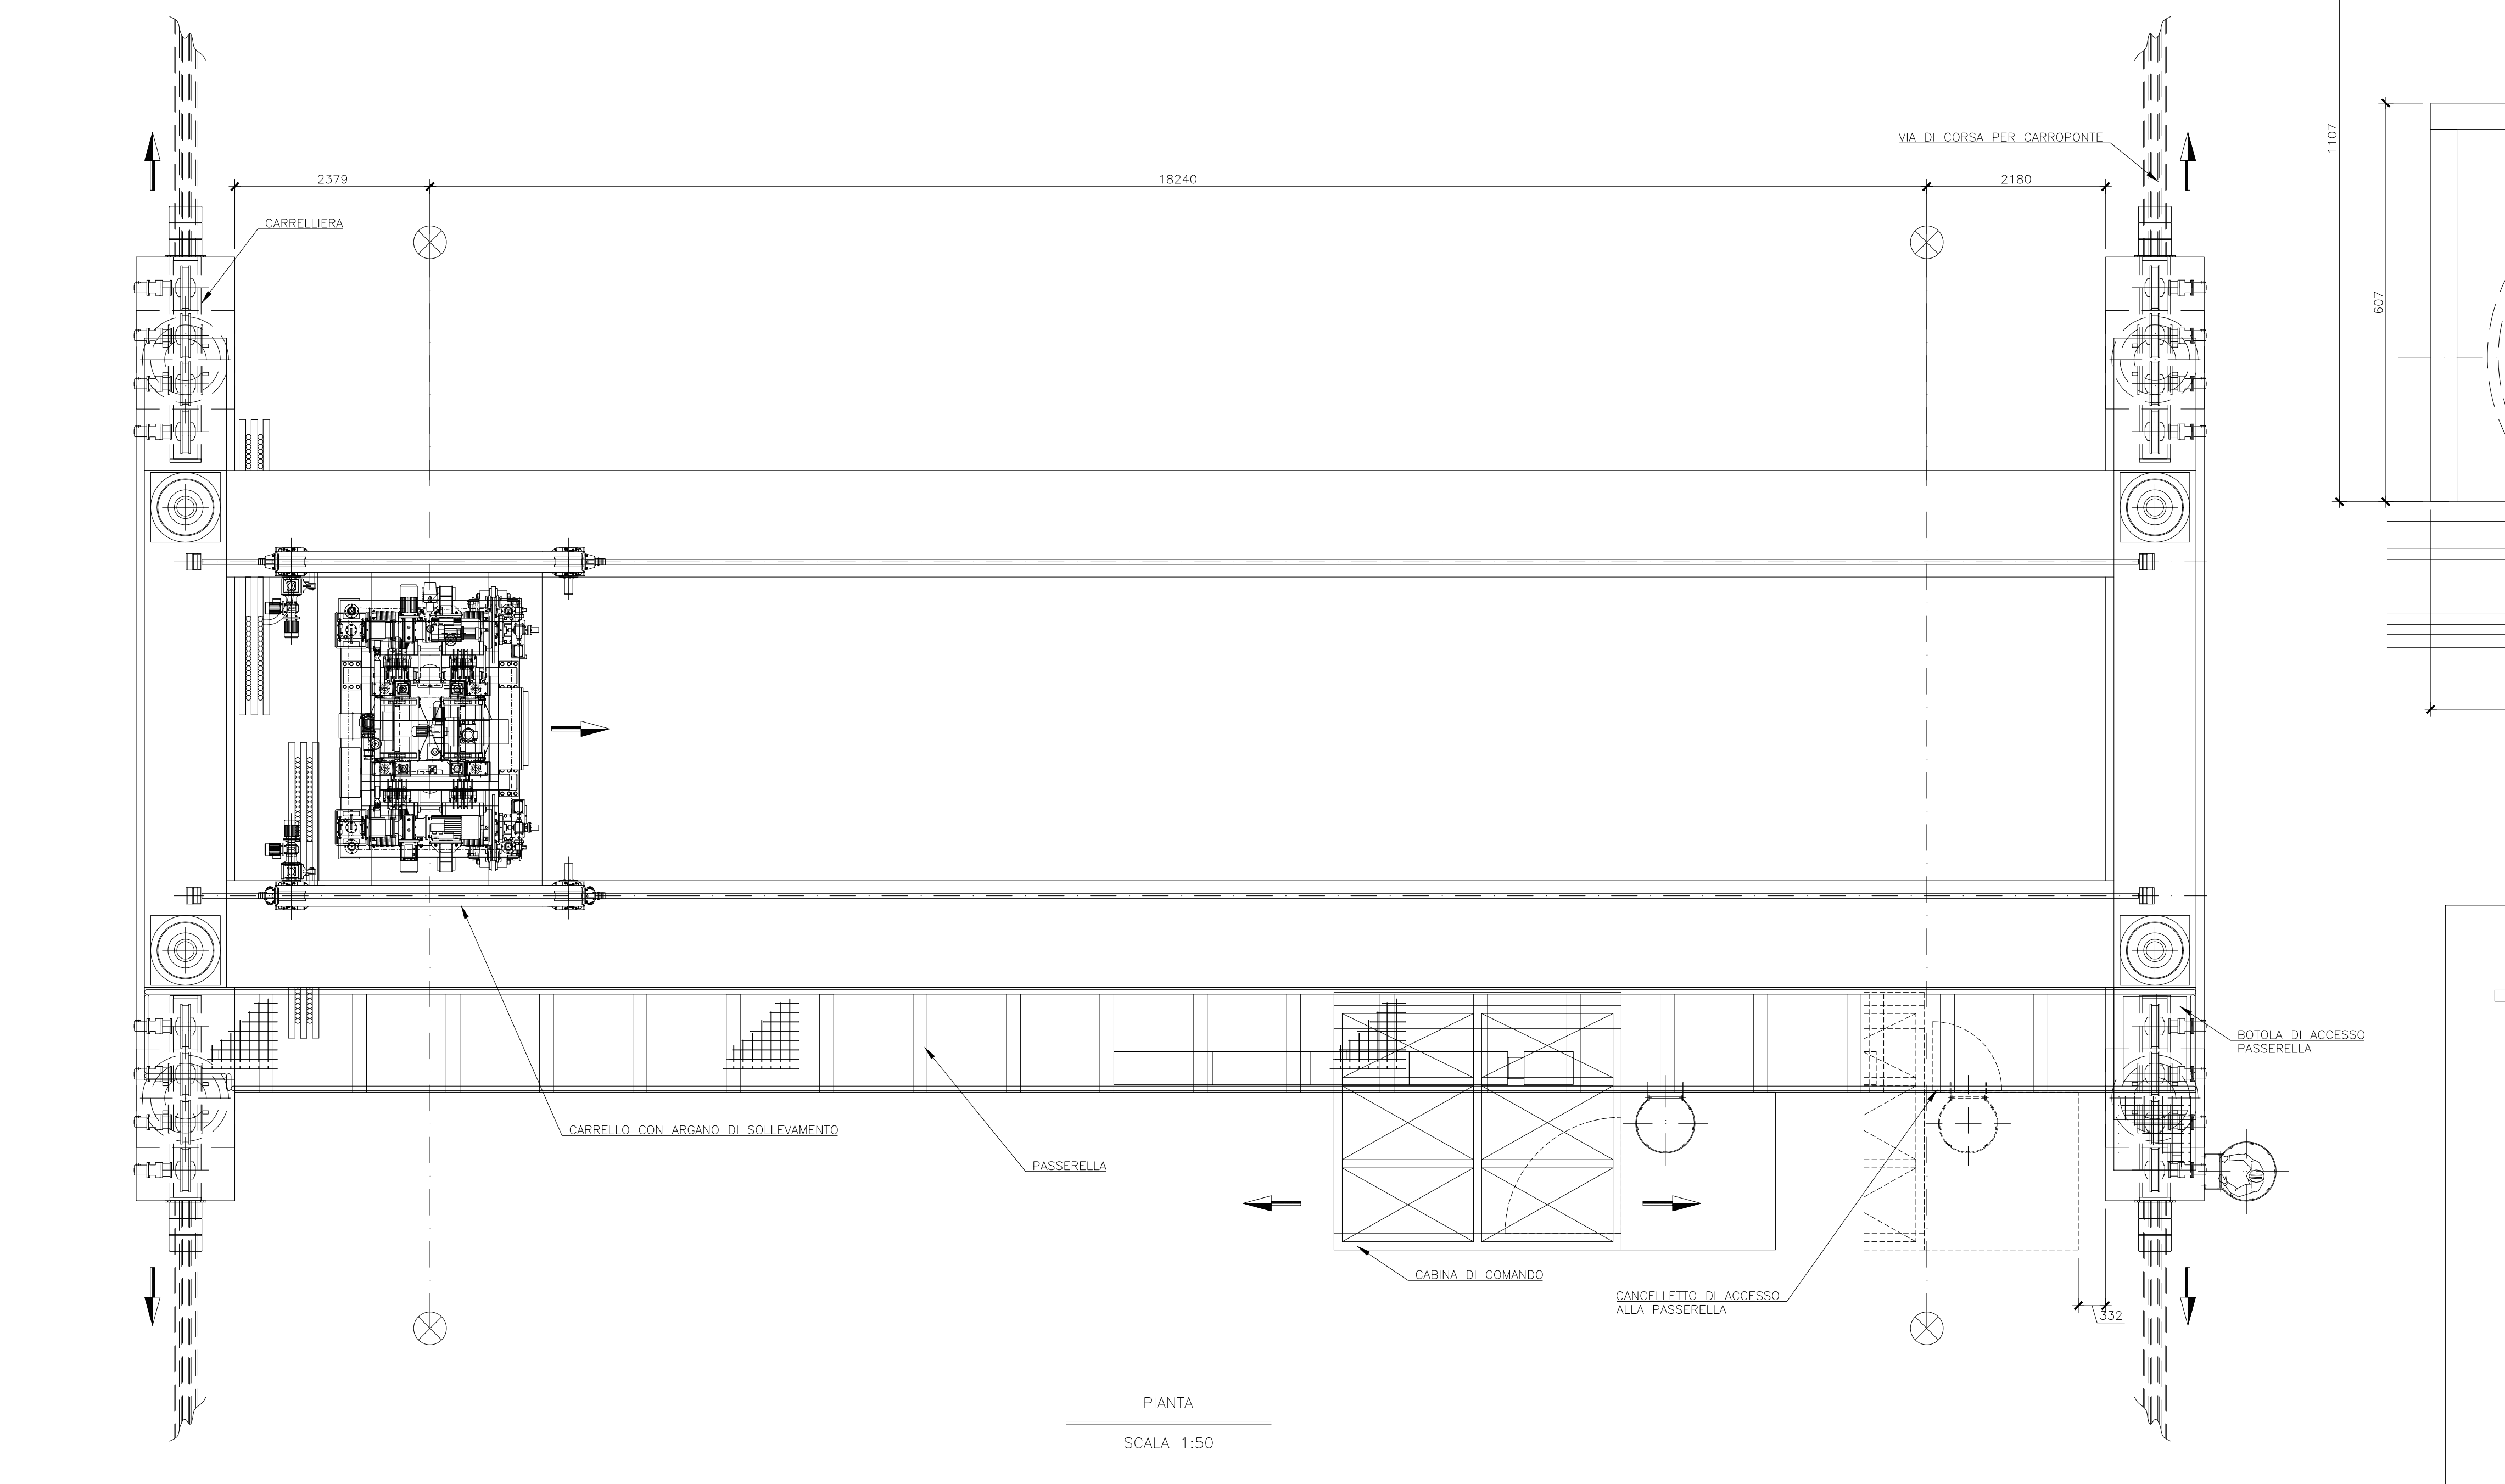 VIA DI CORSA PER CARROPONTE
1107
2379
18240
2180
CARRELLIERA
607
BOTOLA DI ACCESSO
PASSERELLA
CARRELLO CON ARGANO DI SOLLEVAMENTO
PASSERELLA
CABINA DI COMANDO
CANCELLETTO DI ACCESSO
ALLA PASSERELLA
332
PIANTA
SCALA 1:50